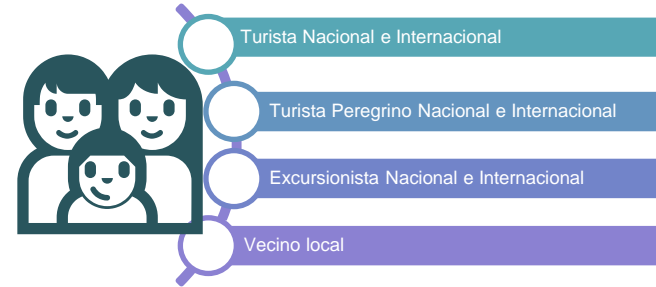 Turista Nacional e Internacional
Turista Peregrino Nacional e Internacional
Excursionista Nacional e Internacional
Vecino local